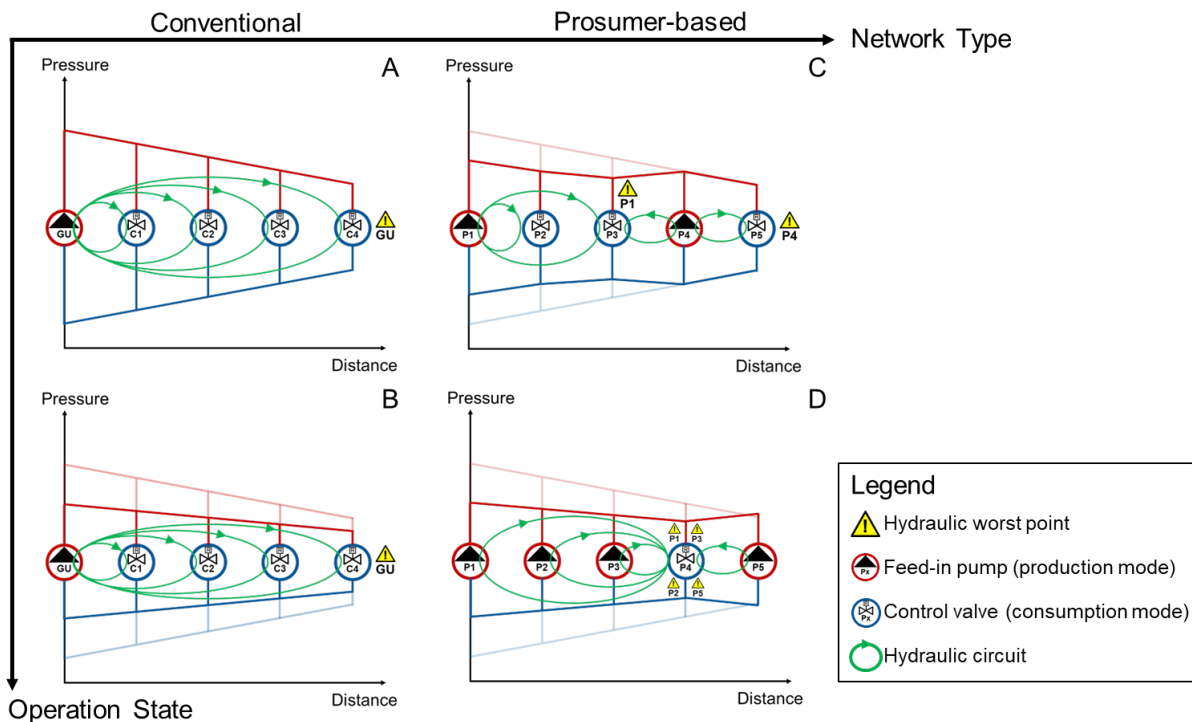 Conventional
Prosumer-based
Network Type
Pressure
A
GU
C1
C2
C3
C4
GU
Distance
Pressure
C
P1
P1
P2
P3
P4
P5
P4
Distance
Pressure
B
GU
C1
C2
C3
C4
GU
Distance
Pressure
D
P1
P3
P1
P2
P3
P4
P5
P2
P5
Distance
Operation State
Legend
Hydraulic worst point
Px
Feed-in pump (production mode)
Px
Control valve (consumption mode)
Hydraulic circuit